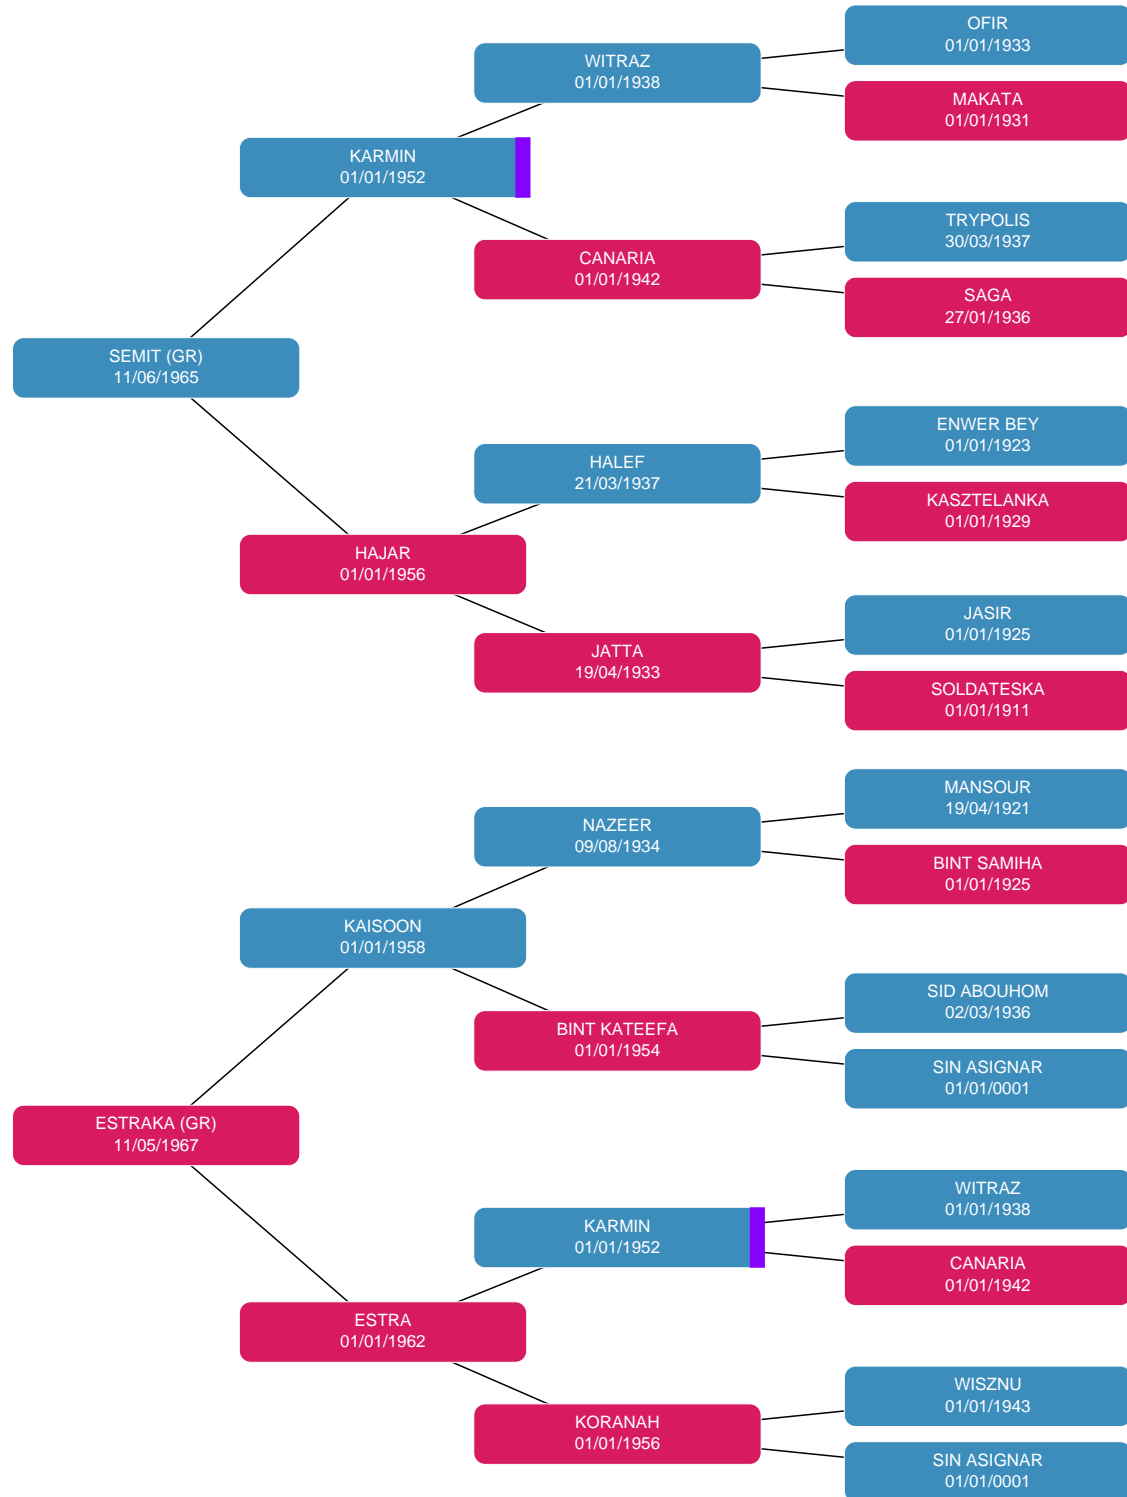 OFIR
01/01/1933
WITRAZ
01/01/1938
MAKATA
01/01/1931
KARMIN
01/01/1952
TRYPOLIS
30/03/1937
CANARIA
01/01/1942
SAGA
27/01/1936
SEMIT (GR)
11/06/1965
ENWER BEY
01/01/1923
HALEF
21/03/1937
KASZTELANKA
01/01/1929
HAJAR
01/01/1956
JASIR
01/01/1925
JATTA
19/04/1933
SOLDATESKA
01/01/1911
MANSOUR
19/04/1921
NAZEER
09/08/1934
BINT SAMIHA
01/01/1925
KAISOON
01/01/1958
SID ABOUHOM
02/03/1936
BINT KATEEFA
01/01/1954
SIN ASIGNAR
01/01/0001
ESTRAKA (GR)
11/05/1967
WITRAZ
01/01/1938
KARMIN
01/01/1952
CANARIA
01/01/1942
ESTRA
01/01/1962
WISZNU
01/01/1943
KORANAH
01/01/1956
SIN ASIGNAR
01/01/0001